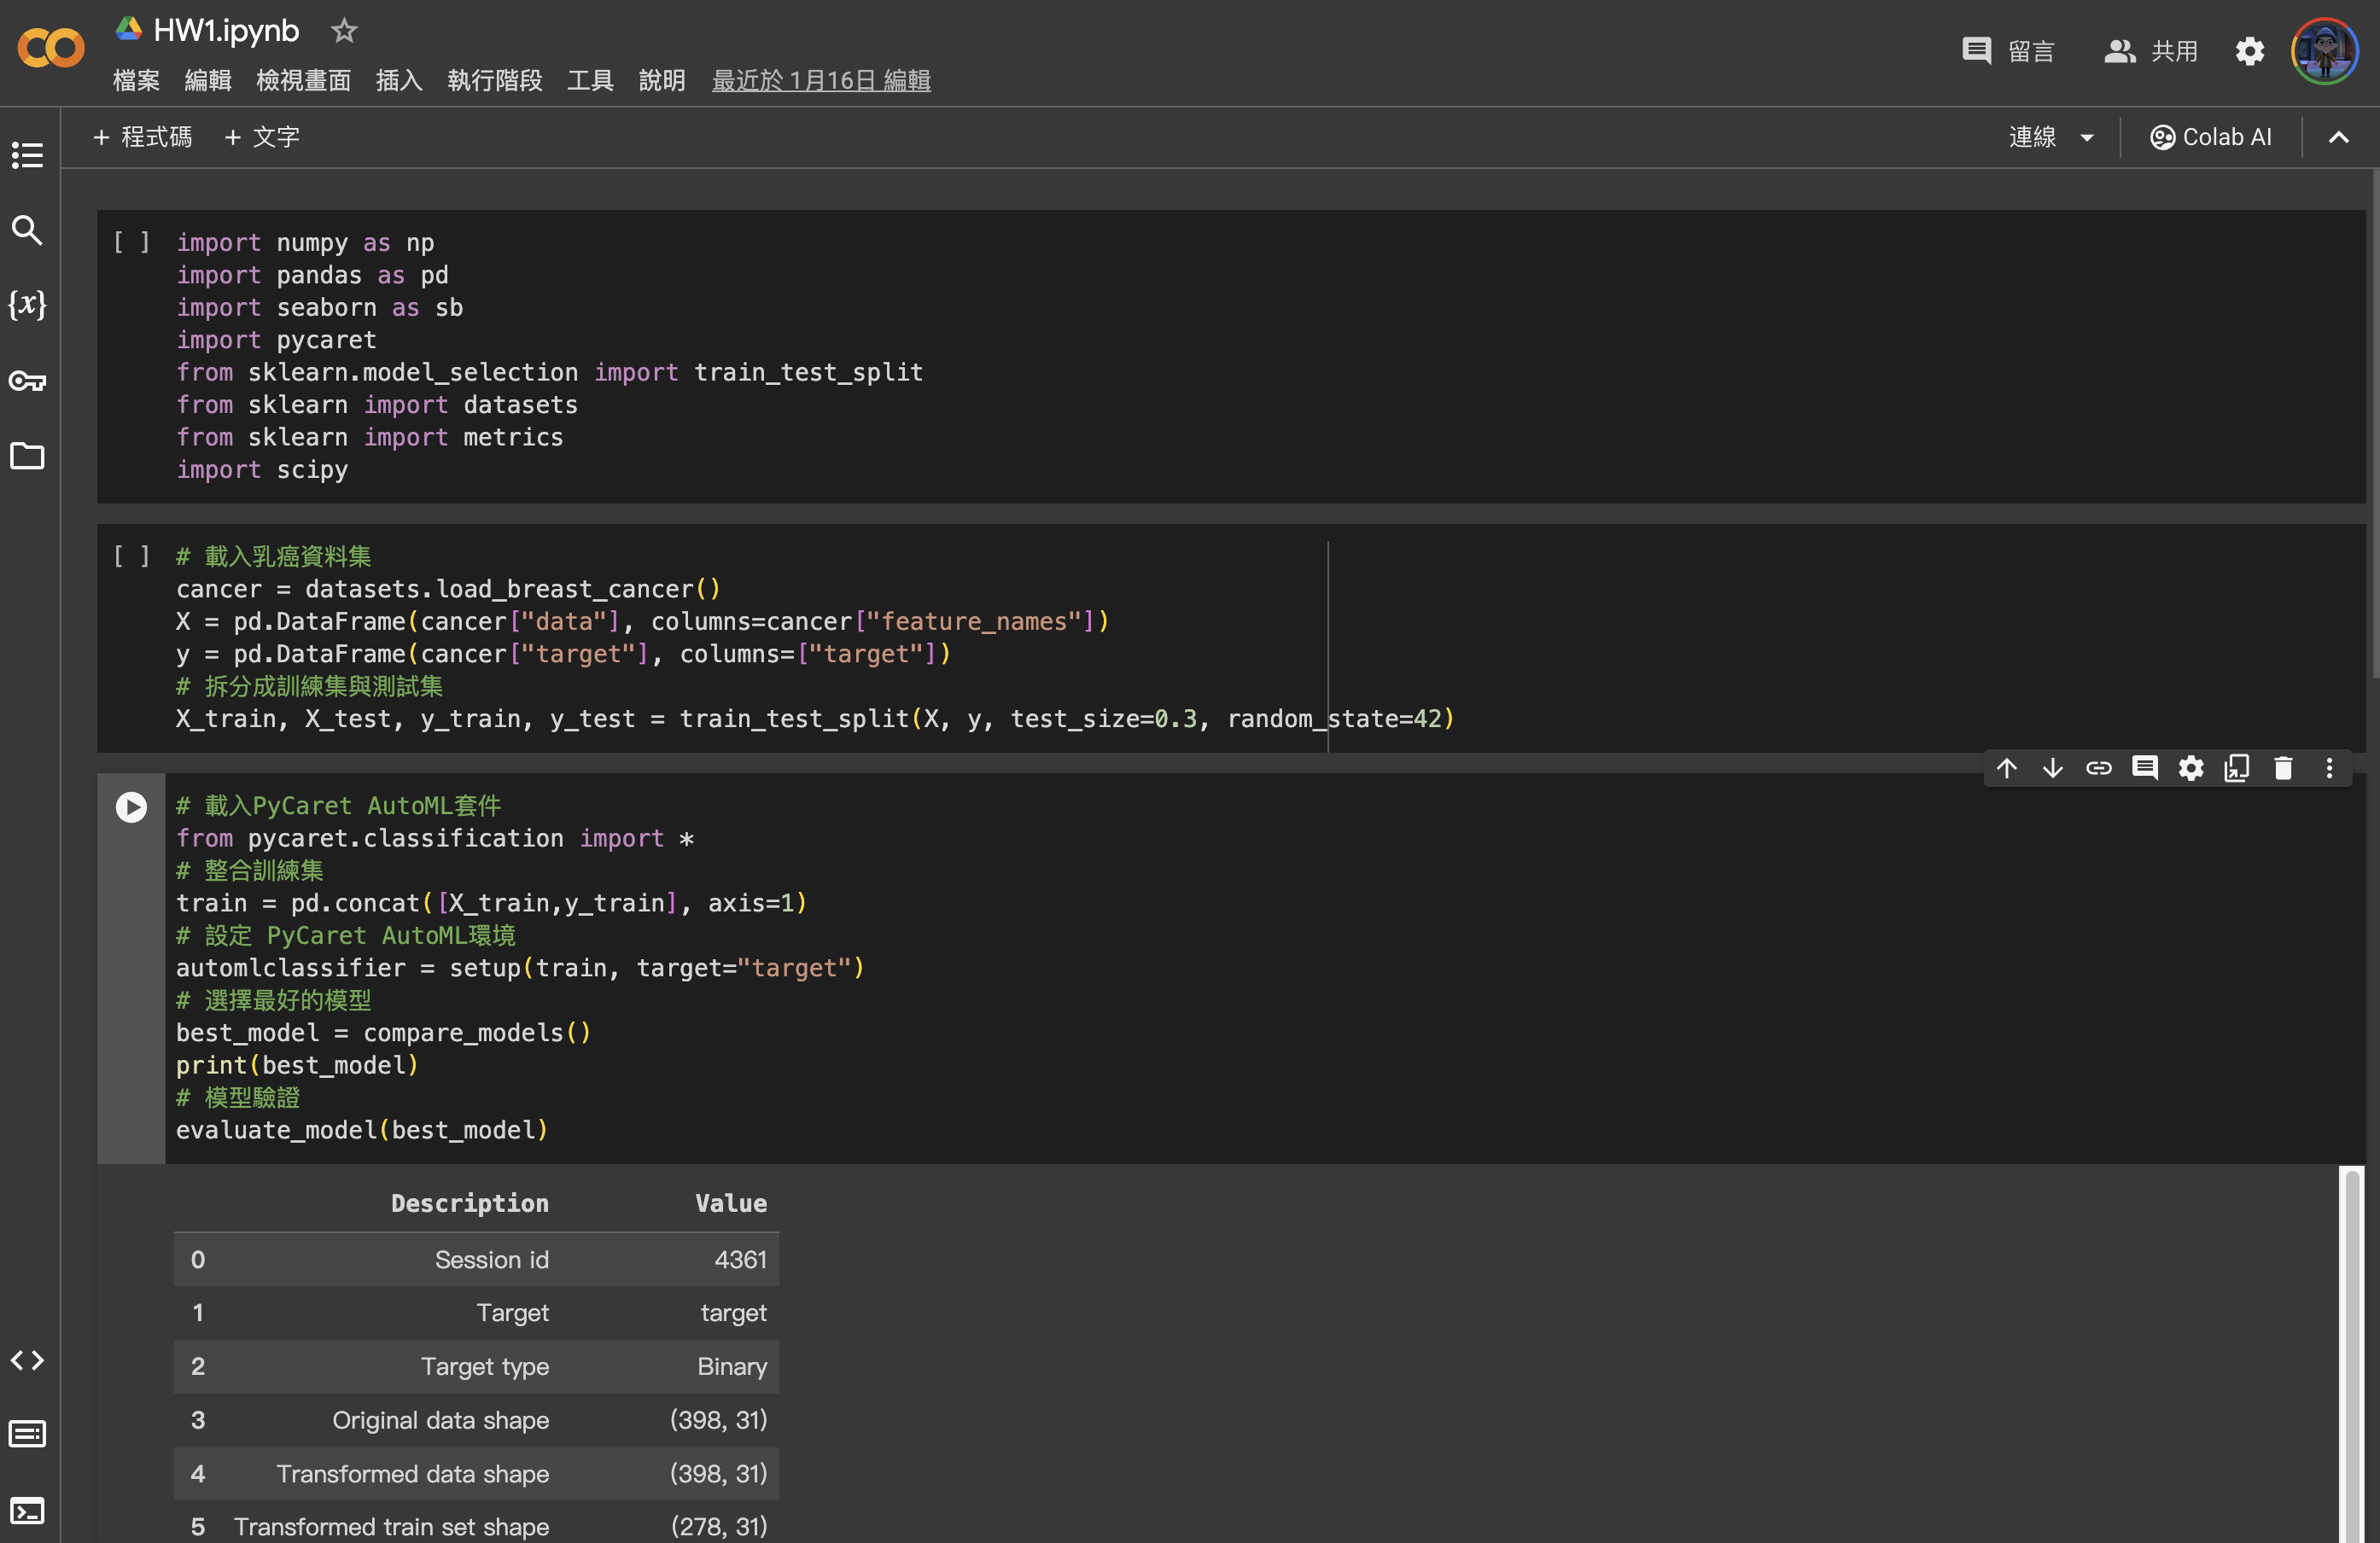 HW1.ipynb
檔案 編輯 檢視畫面 插入 執行階段 工具 說明 最近於 1月16日 編輯
留言 共用
+ 程式碼 + 文字
連線 Colab AI
{x}
[ ] import numpy as np
import pandas as pd
import seaborn as sb
import pycaret
from sklearn.model_selection import train_test_split
from sklearn import datasets
from sklearn import metrics
import scipy
[ ] # 載入乳癌資料集
cancer = datasets.load_breast_cancer()
X = pd.DataFrame(cancer["data"], columns=cancer["feature_names"])
y = pd.DataFrame(cancer["target"], columns=["target"])
# 拆分成訓練集與測試集
X_train, X_test, y_train, y_test = train_test_split(X, y, test_size=0.3, random_state=42)
# 載入PyCaret AutoML套件
from pycaret.classification import *
# 整合訓練集
train = pd.concat([X_train,y_train], axis=1)
# 設定 PyCaret AutoML環境
automlclassifier = setup(train, target="target")
# 選擇最好的模型
best_model = compare_models()
print(best_model)
# 模型驗證
evaluate_model(best_model)
Description Value
0 Session id 4361
1 Target target
2 Target type Binary
3 Original data shape (398, 31)
4 Transformed data shape (398, 31)
5 Transformed train set shape (278, 31)